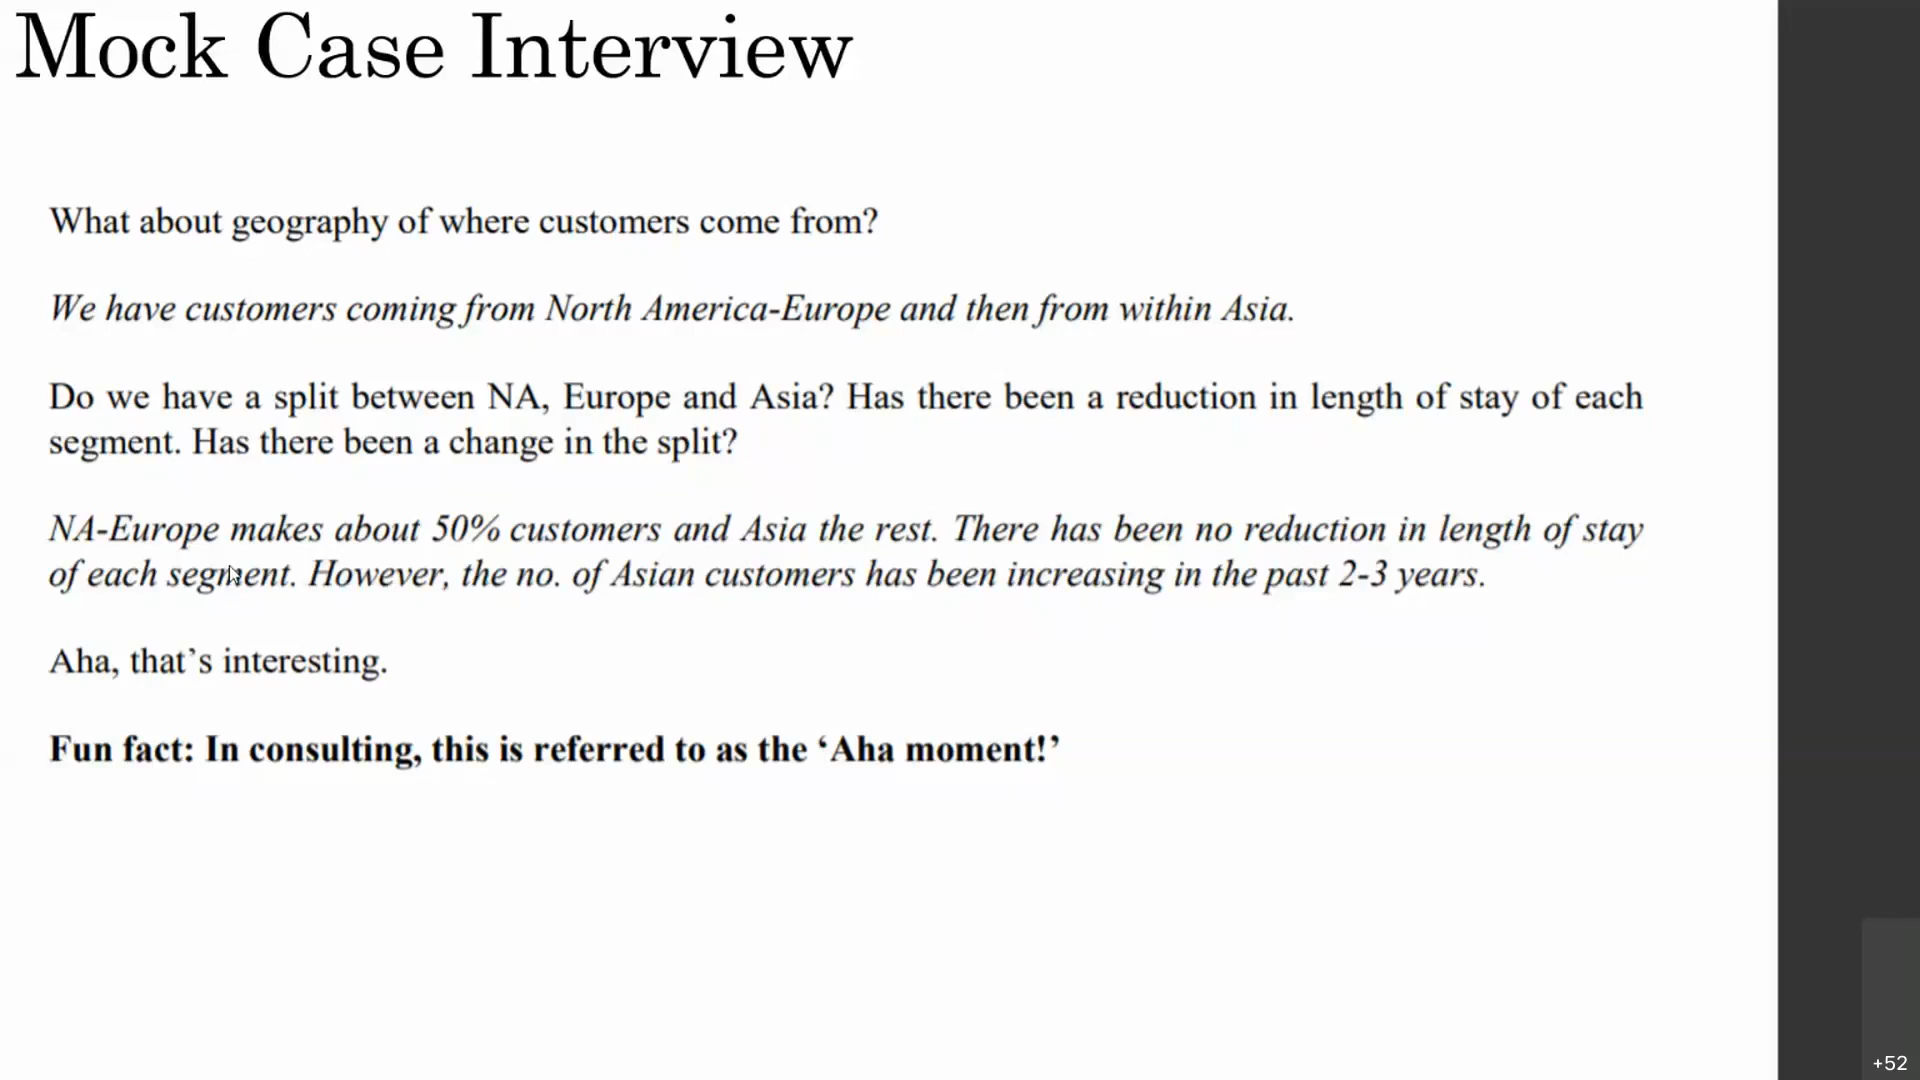 Mock Case Interview
What about geography of where customers come from?
We have customers coming from North America-Europe and then from within Asia.
Do we have a split between NA, Europe and Asia? Has there been a reduction in length of stay of each
segment. Has there been a change in the split?
NA-Europe makes about 50% customers and Asia the rest. There has been no reduction in length of stay
of each segment. However, the no. of Asian customers has been increasing in the past 2-3 years.
Aha, that’s interesting.
Fun fact: In consulting, this is referred to as the ‘Aha moment!’
+52